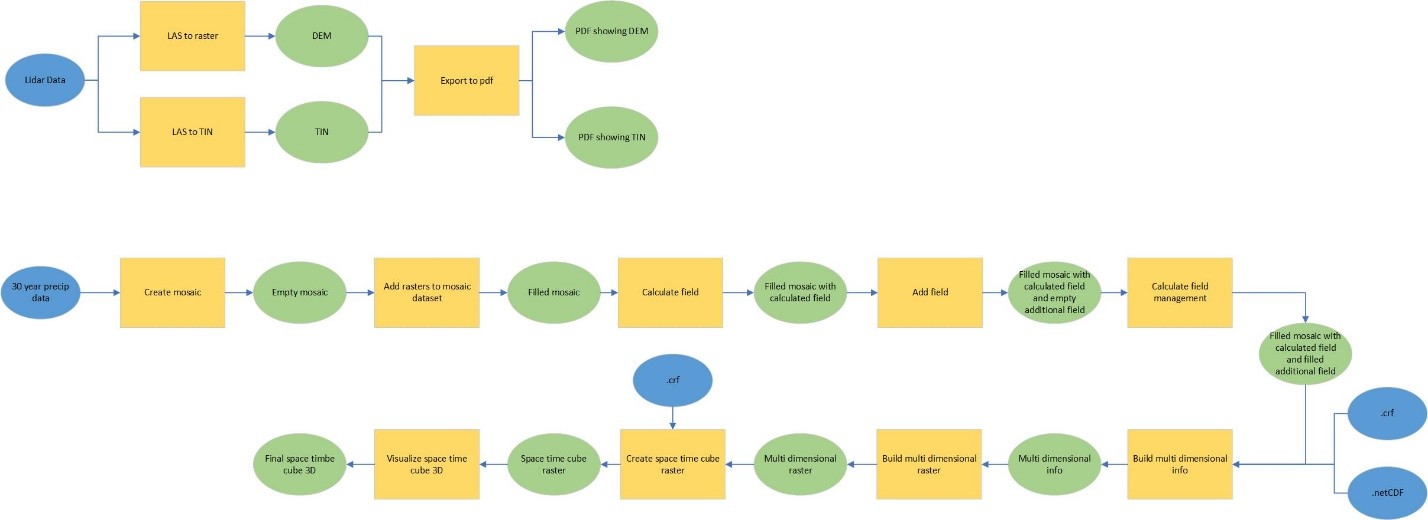 LAS to raster
DEM
PDF showing DEM
Lidar Data
Export to pdf
LAS to TIN
TIN
PDF showing TIN
30 year precip
data
Create mosaic
Empty mosaic
Add rasters to mosaic
dataset
Filled mosaic
Calculate field
Filled mosaic with
calculated field
Add field
Filled mosaic with
calculated field
and empty
additional field
Calculate field
management
Filled mosaic with
calculated field
and filled
additional field
.crf
.crf
Final space timbe
cube 3D
Visualize space time
cube 3D
Space time cube
raster
Create space time cube
raster
Multi dimensional
raster
Build multi dimensional
raster
Multi dimensional
info
Build multi dimensional
info
.netCDF